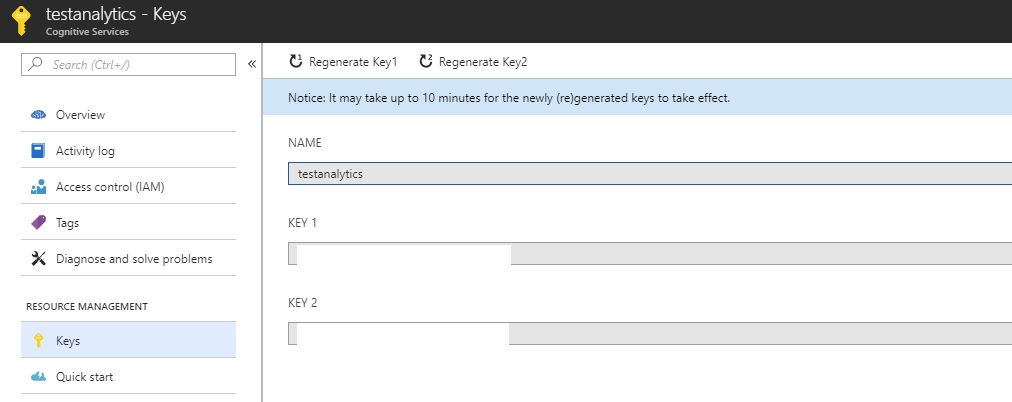 testanalytics - Keys
Cognitive Services
Search (Ctrl+/)
«
Overview
Activity log
Access control (IAM)
Tags
Diagnose and solve problems
RESOURCE MANAGEMENT
Keys
Quick start
1 Regenerate Key1 2 Regenerate Key2
Notice: It may take up to 10 minutes for the newly (re)generated keys to take effect.
NAME
testanalytics
KEY 1
KEY 2